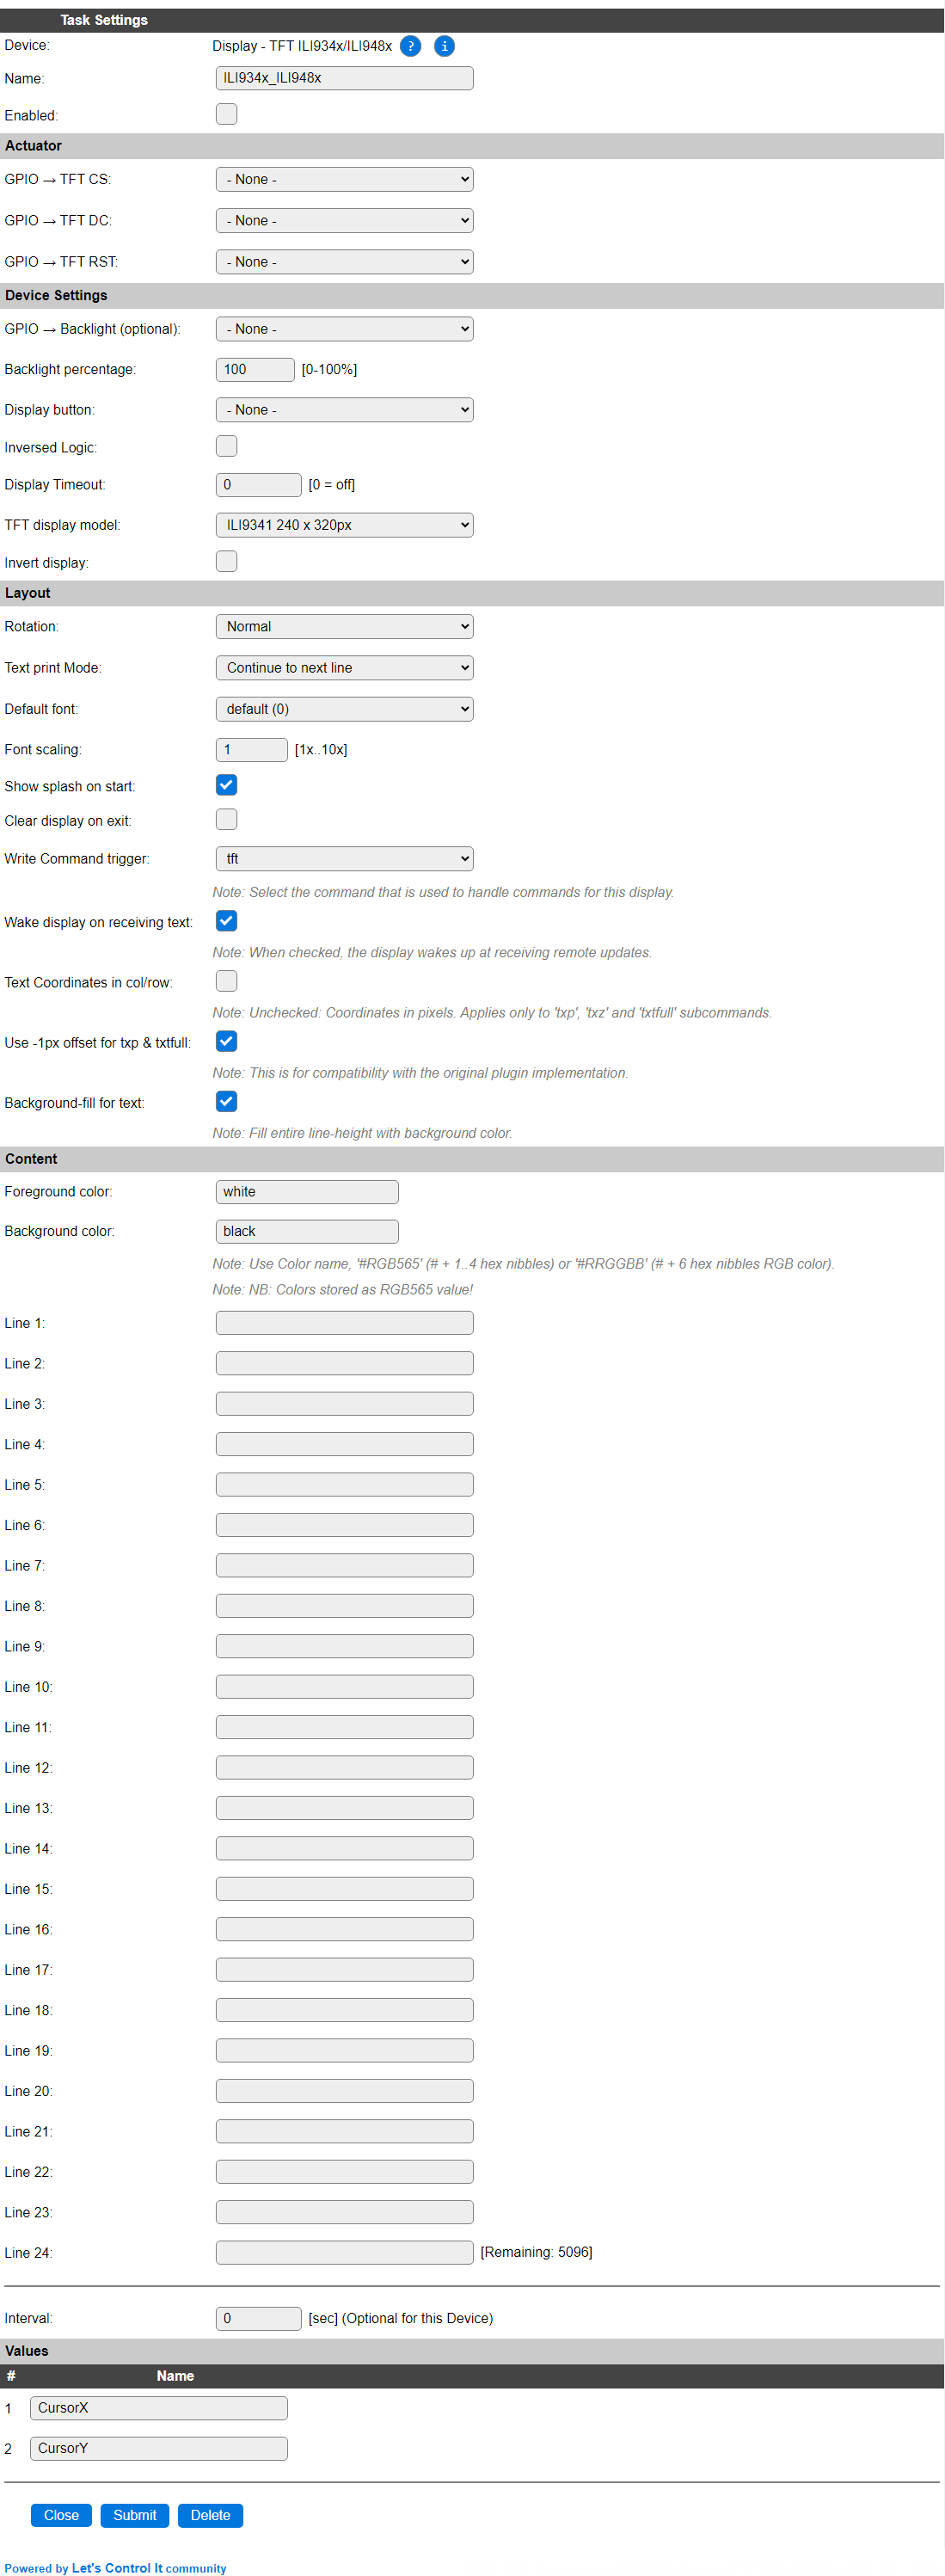 Task Settings
Device: Display - TFT ILI934x/ILI948x ? i
Name: ILI934x_ILI948x
Enabled:
Actuator
GPIO → TFT CS: - None -
GPIO → TFT DC: - None -
GPIO → TFT RST: - None -
Device Settings
GPIO → Backlight (optional): - None -
Backlight percentage: 100 [0-100%]
Display button: - None -
Inversed Logic:
Display Timeout: 0 [0 = off]
TFT display model: ILI9341 240 x 320px
Invert display:
Layout
Rotation: Normal
Text print Mode: Continue to next line
Default font: default (0)
Font scaling: 1 [1x..10x]
Show splash on start:
Clear display on exit:
Write Command trigger: tft
Note: Select the command that is used to handle commands for this display.
Wake display on receiving text:
Note: When checked, the display wakes up at receiving remote updates.
Text Coordinates in col/row:
Note: Unchecked: Coordinates in pixels. Applies only to 'txp', 'txz' and 'txtfull' subcommands.
Use -1px offset for txp & txtfull:
Note: This is for compatibility with the original plugin implementation.
Background-fill for text:
Note: Fill entire line-height with background color.
Content
Foreground color: white
Background color: black
Note: Use Color name, '#RGB565' (# + 1..4 hex nibbles) or '#RRGGBB' (# + 6 hex nibbles RGB color).
Note: NB: Colors stored as RGB565 value!
Line 1:
Line 2:
Line 3:
Line 4:
Line 5:
Line 6:
Line 7:
Line 8:
Line 9:
Line 10:
Line 11:
Line 12:
Line 13:
Line 14:
Line 15:
Line 16:
Line 17:
Line 18:
Line 19:
Line 20:
Line 21:
Line 22:
Line 23:
Line 24: [Remaining: 5096]
Interval: 0 [sec] (Optional for this Device)
Values
# Name
1 CursorX
2 CursorY
Close Submit Delete
Powered by Let's Control It community